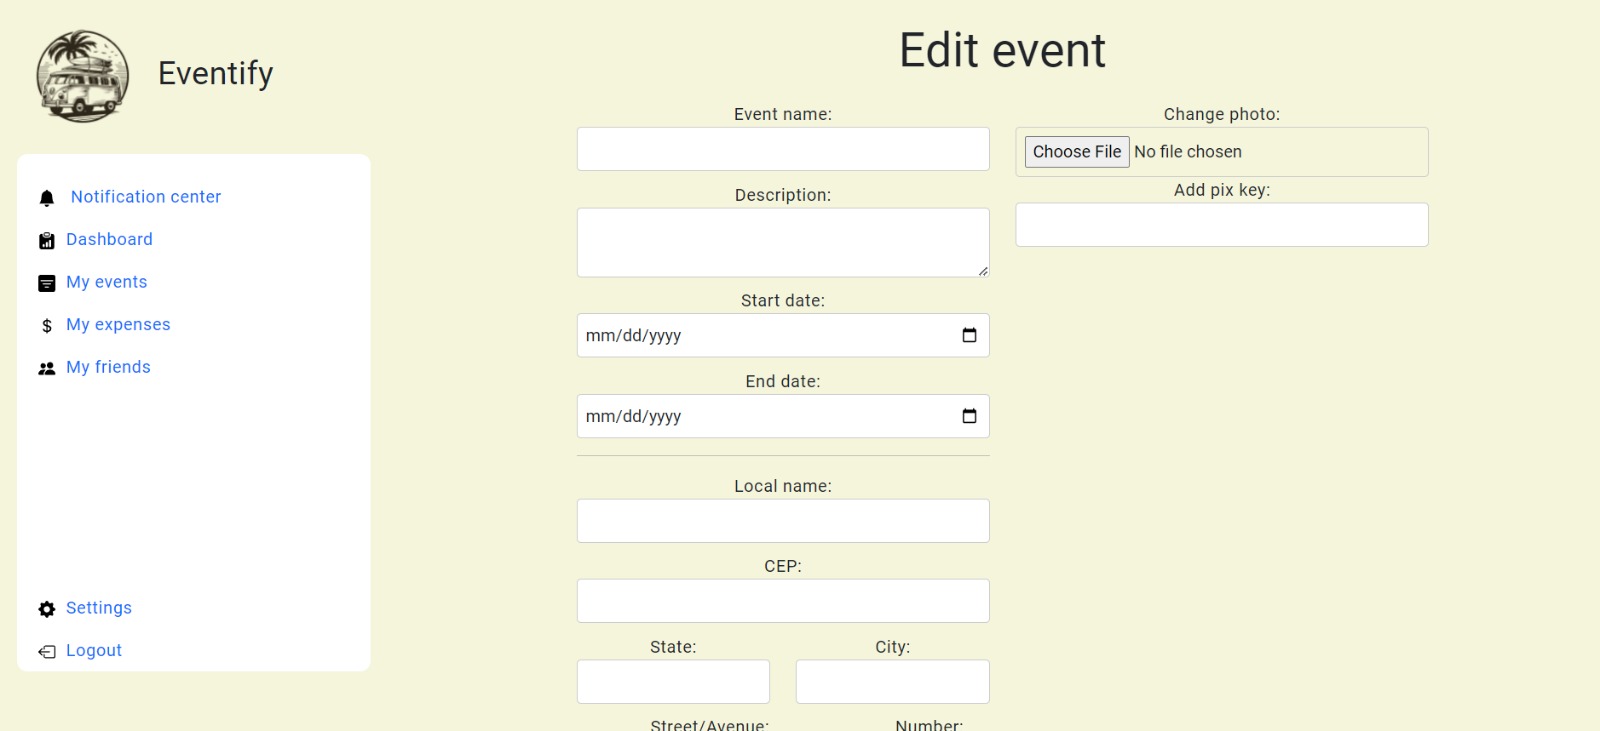 Eventify
Notification center
Dashboard
My events
My expenses
My friends
Settings
Logout
Edit event
Event name:
Description:
Start date:
mm/dd/yyyy
End date:
mm/dd/yyyy
Local name:
CEP:
State: City:
Street/Avenue: Number:
Change photo:
Choose File No file chosen
Add pix key: